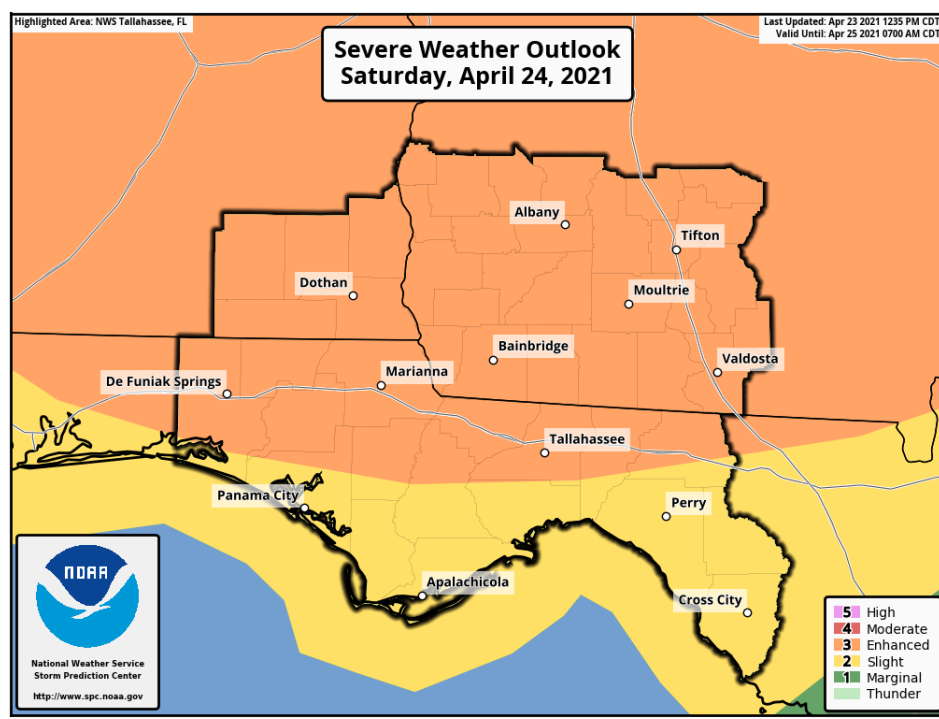 Highlighted Area: NWS Tallahassee, FL
Last Updated: Apr 23 2021 1235 PM CDT
Valid Until: Apr 25 2021 0700 AM CDT
Severe Weather Outlook
Saturday, April 24, 2021
Albany
Tifton
Dothan
Moultrie
Bainbridge
Valdosta
Marianna
De Funiak Springs
Tallahassee
Panama City
Perry
Apalachicola
Cross City
NOAA
National Weather Service
Storm Prediction Center
http://www.spc.noaa.gov
5 High
4 Moderate
3 Enhanced
2 Slight
1 Marginal
Thunder